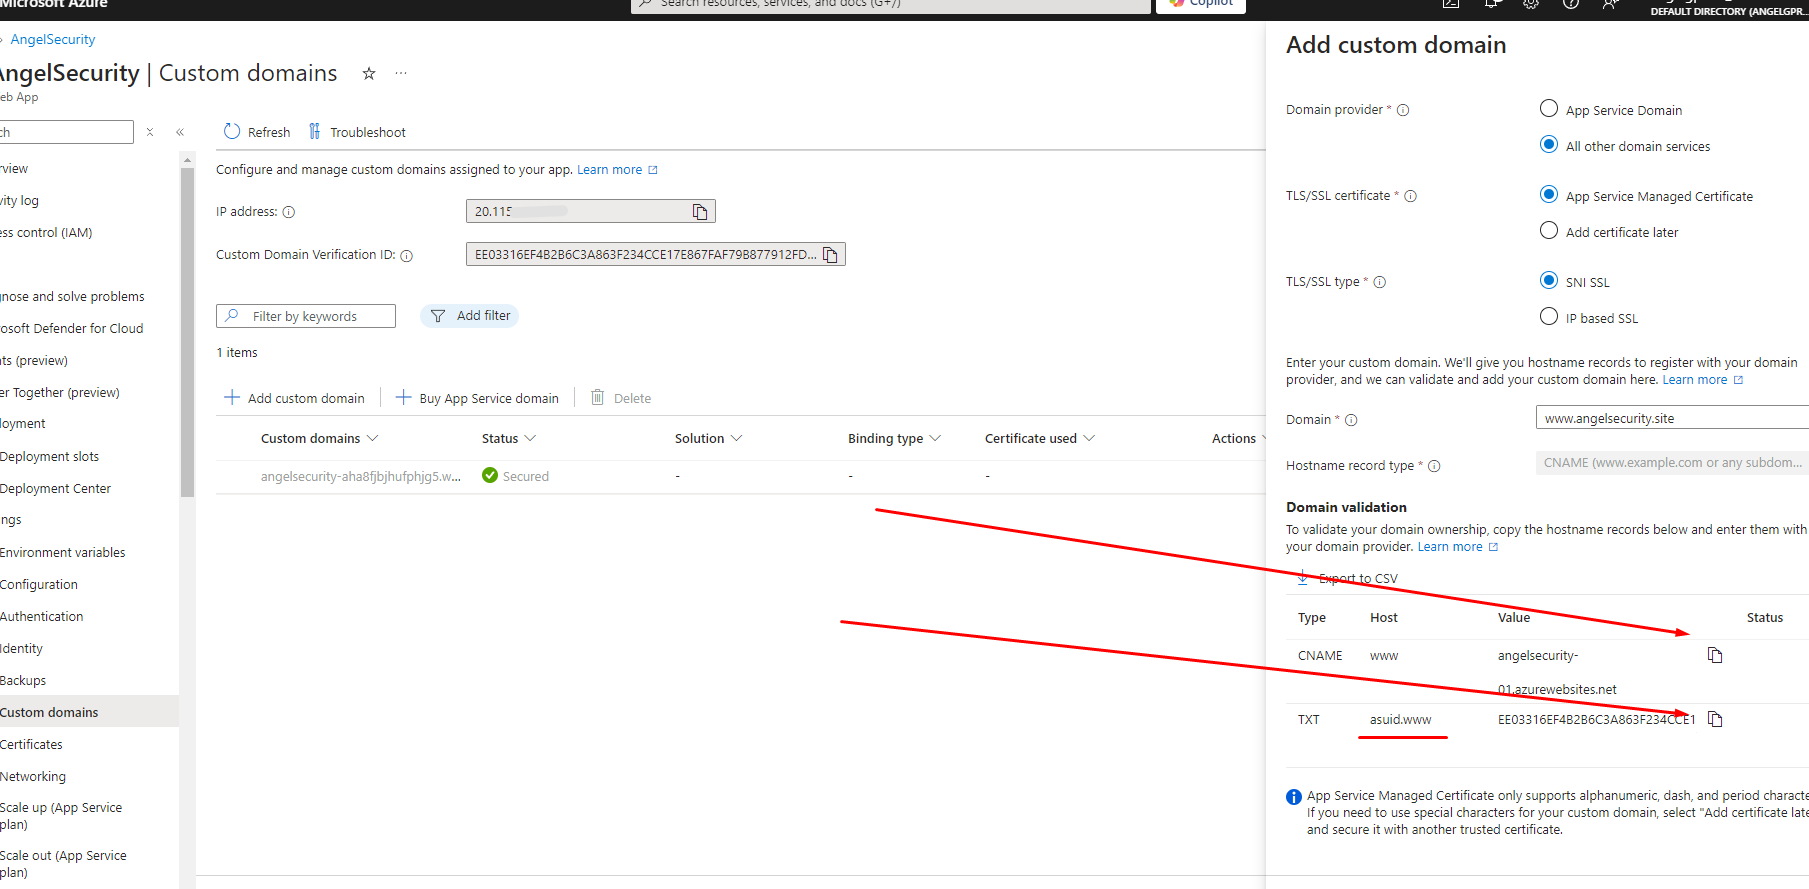 Microsoft Azure
Search resources, services, and docs (G+/)
Copilot
DEFAULT DIRECTORY (ANGELGPR...
AngelSecurity
AngelSecurity | Custom domains
eb App
ch
rview
vity log
ess control (IAM)
gnose and solve problems
osoft Defender for Cloud
nts (preview)
er Together (preview)
loyment
Deployment slots
Deployment Center
ngs
Environment variables
Configuration
Authentication
Identity
Backups
Custom domains
Certificates
Networking
Scale up (App Service
plan)
Scale out (App Service
plan)
Refresh
Troubleshoot
Configure and manage custom domains assigned to your app. Learn more
IP address:
20.115
Custom Domain Verification ID:
EE03316EF4B2B6C3A863F234CCE17E867FAF79B877912FD...
Filter by keywords
Add filter
1 items
Add custom domain
Buy App Service domain
Delete
Custom domains Status Solution Binding type Certificate used Actions
angelsecurity-aha8fjbjhufphjg5.w... Secured - - -
Add custom domain
Domain provider *
App Service Domain
All other domain services
TLS/SSL certificate *
App Service Managed Certificate
Add certificate later
TLS/SSL type *
SNI SSL
IP based SSL
Enter your custom domain. We'll give you hostname records to register with your domain
provider, and we can validate and add your custom domain here. Learn more
Domain *
www.angelsecurity.site
Hostname record type *
CNAME (www.example.com or any subdom...
Domain validation
To validate your domain ownership, copy the hostname records below and enter them with
your domain provider. Learn more
Export to CSV
Type Host Value Status
CNAME www angelsecurity-
01.azurewebsites.net
TXT asuid.www EE03316EF4B2B6C3A863F234CCE1
App Service Managed Certificate only supports alphanumeric, dash, and period characte
If you need to use special characters for your custom domain, select "Add certificate late
and secure it with another trusted certificate.